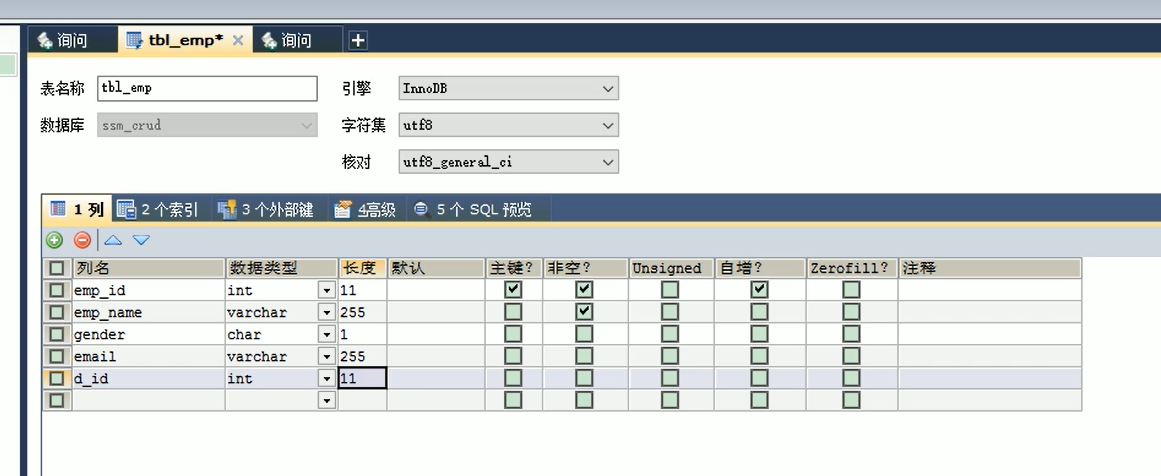 询问 tbl_emp* 询问
表名称 tbl_emp 引擎 InnoDB
数据库 ssm_crud 字符集 utf8
核对 utf8_general_ci
1 列 2 个索引 3 个外部键 4高级 5 个 SQL 预览
列名 数据类型 长度 默认 主键? 非空? Unsigned 自增? Zerofill? 注释
emp_id int 11
emp_name varchar 255
gender char 1
email varchar 255
d_id int 11